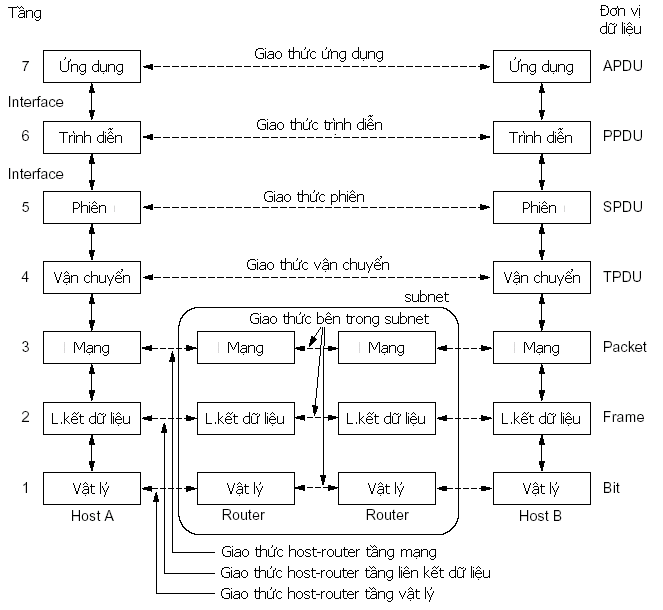 Tầng
Đơn vị
dữ liệu
Giao thức ứng dụng
7 Ứng dụng Ứng dụng APDU
Interface
Giao thức trình diễn
6 Trình diễn Trình diễn PPDU
Interface
Giao thức phiên
5 Phiên Phiên SPDU
Giao thức vận chuyển
4 Vận chuyển Vận chuyển TPDU
subnet
Giao thức bên trong subnet
3 Mạng Mạng Mạng Mạng Packet
2 L.kết dữ liệu L.kết dữ liệu L.kết dữ liệu L.kết dữ liệu Frame
1 Vật lý Vật lý Vật lý Vật lý Bit
Host A Router Router Host B
Giao thức host-router tầng mạng
Giao thức host-router tầng liên kết dữ liệu
Giao thức host-router tầng vật lý